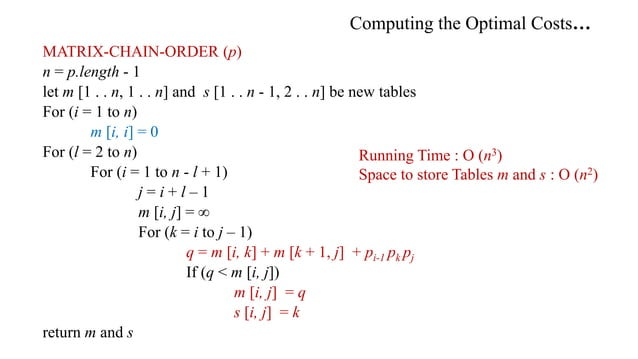 Computing the Optimal Costs...
MATRIX-CHAIN-ORDER (p)
n = p.length - 1
let m [1 . . n, 1 . . n] and s [1 . . n - 1, 2 . . n] be new tables
For (i = 1 to n)
m [i, i] = 0
For (l = 2 to n)
For (i = 1 to n - l + 1)
j = i + l – 1
m [i, j] = ∞
For (k = i to j – 1)
q = m [i, k] + m [k + 1, j] + pᵢ₋₁ pₖ pⱼ
If (q < m [i, j])
m [i, j] = q
s [i, j] = k
return m and s
Running Time : O (n³)
Space to store Tables m and s : O (n²)